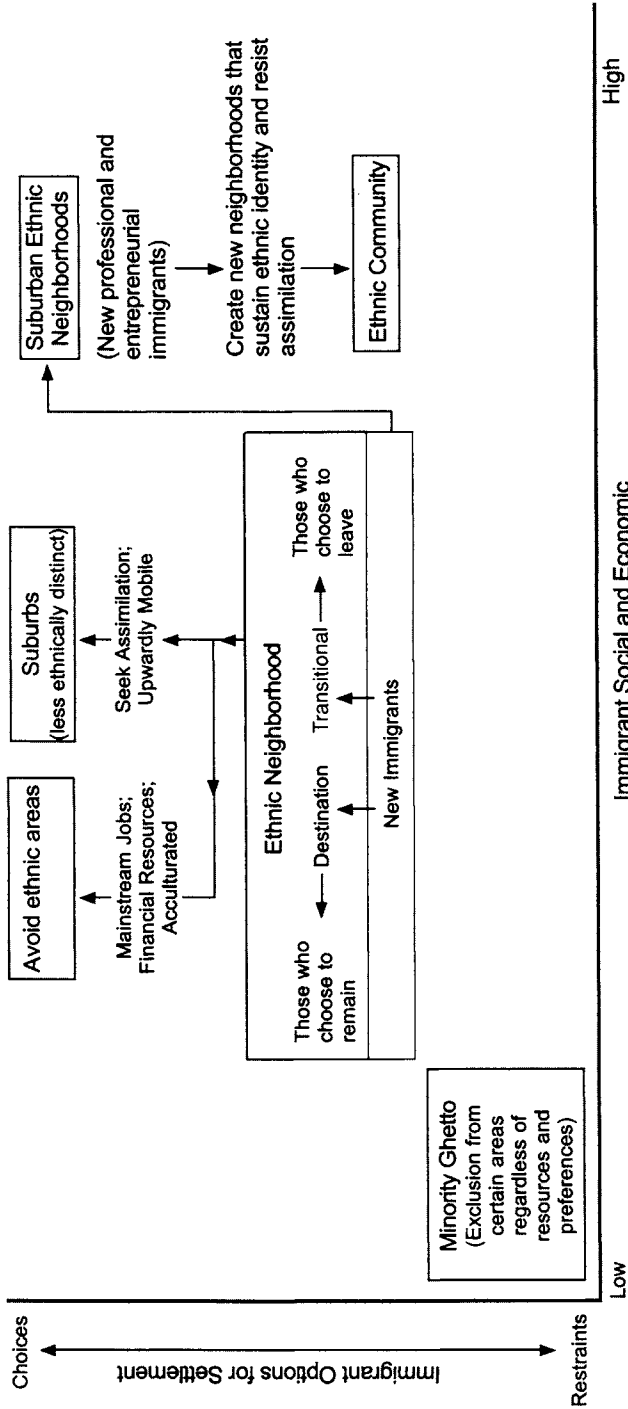 Choices
Immigrant Options for Settlement
Restraints
Avoid ethnic areas
Mainstream Jobs;
Financial Resources;
Acculturated
Suburbs
(less ethnically distinct)
Seek Assimilation;
Upwardly Mobile
Suburban Ethnic
Neighborhoods
(New professional and
entrepreneurial
immigrants)
Create new neighborhoods that
sustain ethnic identity and resist
assimilation
Ethnic Community
Ethnic Neighborhood
Those who
choose to
remain
Destination
Transitional
Those who
choose to
leave
New Immigrants
Minority Ghetto
(Exclusion from
certain areas
regardless of
resources and
preferences)
Low
High
Immigrant Social and Economic